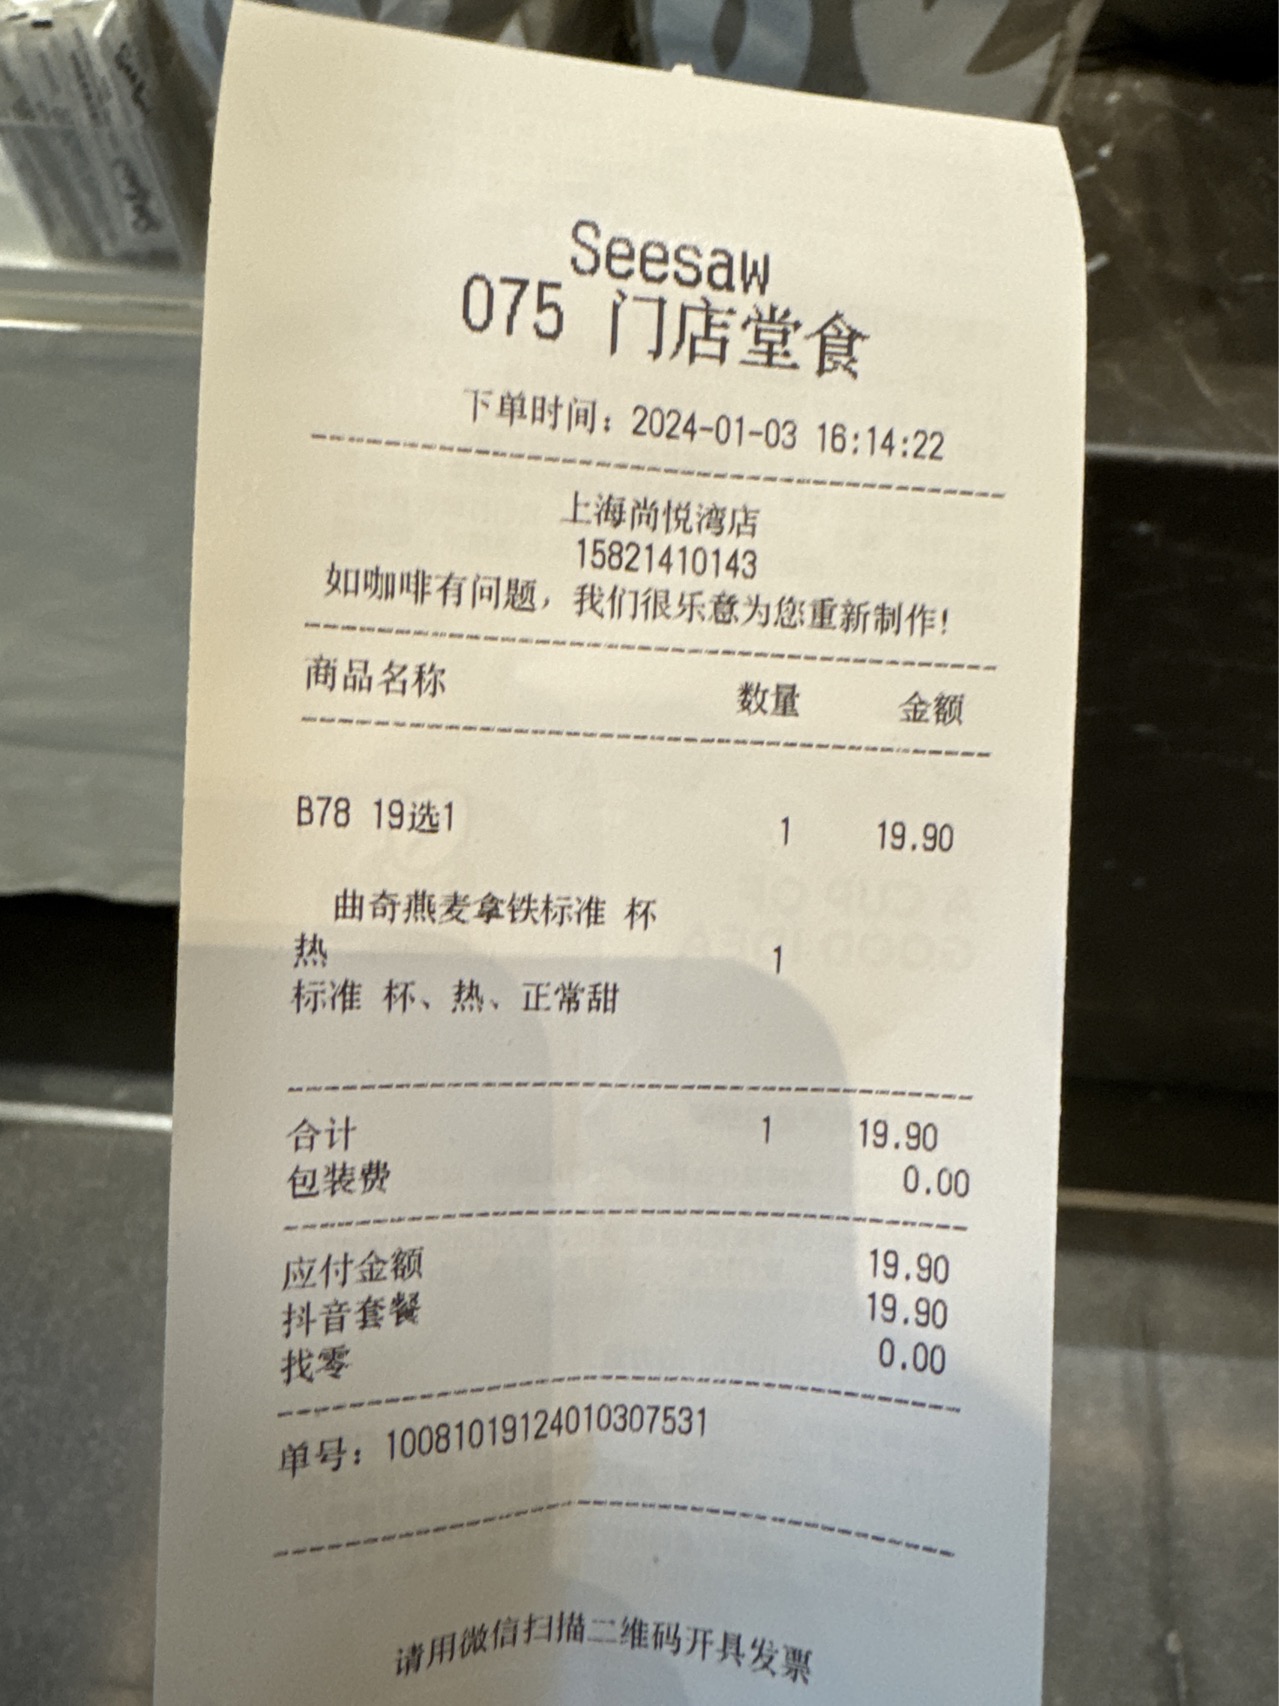 Seesaw
075 门店堂食
下单时间：2024-01-03 16:14:22
上海尚悦湾店
15821410143
如咖啡有问题，我们很乐意为您重新制作！
商品名称 数量 金额
B78 19选1 1 19.90
曲奇燕麦拿铁标准 杯
热 1
标准 杯、热、正常甜
合计 1 19.90
包装费 0.00
应付金额 19.90
抖音套餐 19.90
找零 0.00
单号：10081019124010307531
请用微信扫描二维码开具发票